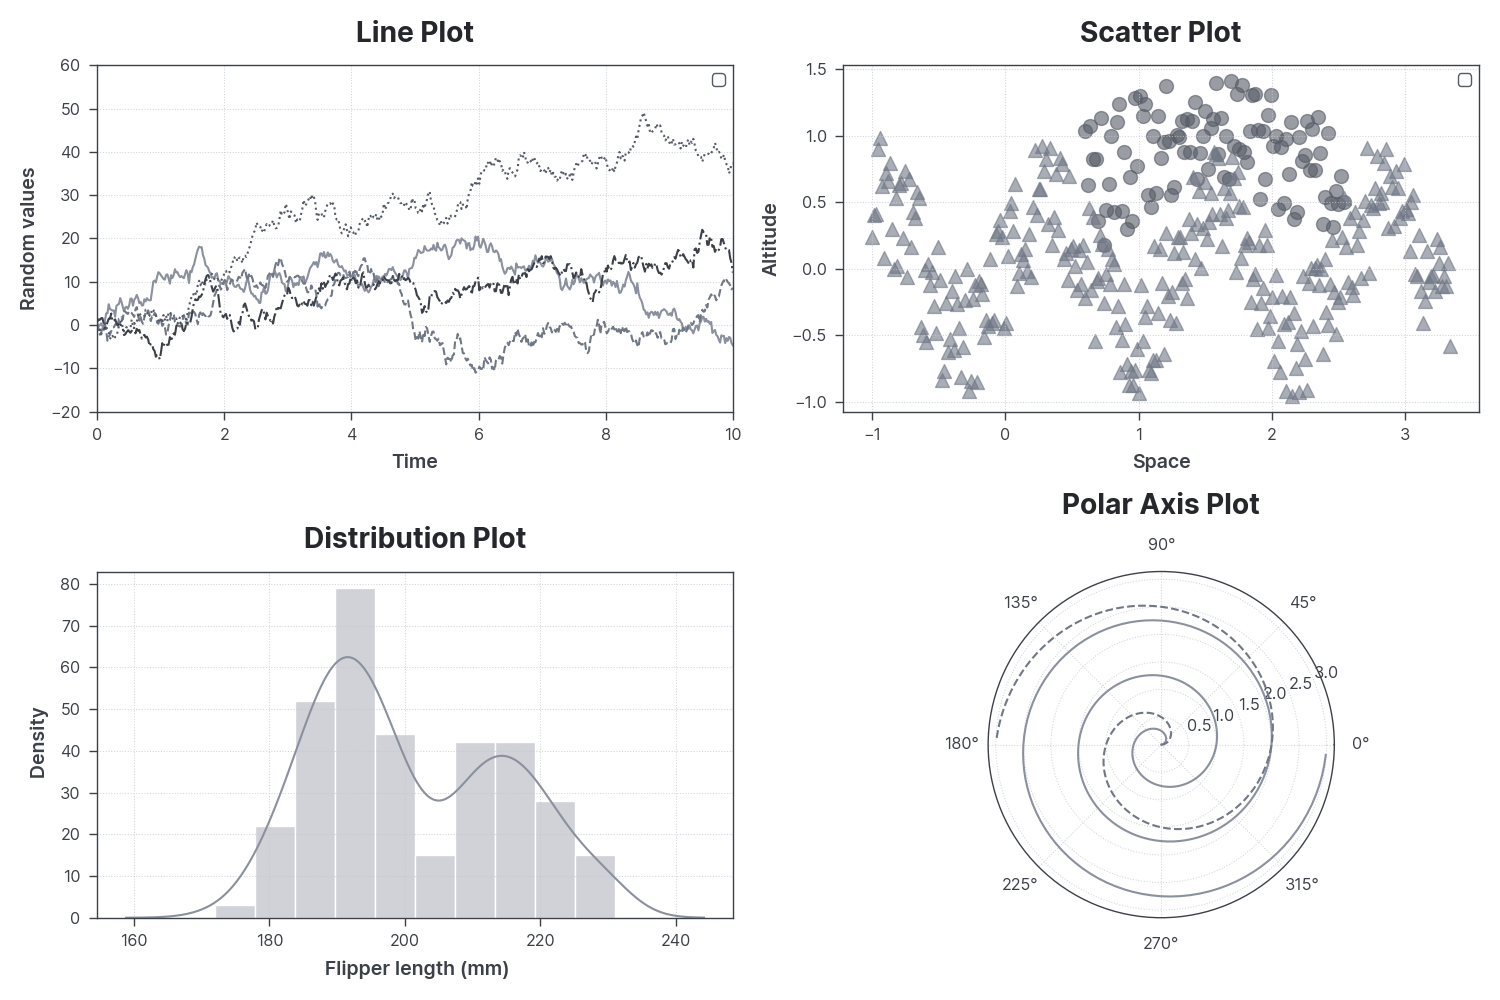 Line Plot
60
50
40
30
20
10
0
−10
−20
Random values
0 2 4 6 8 10
Time
Scatter Plot
1.5
1.0
0.5
0.0
−0.5
−1.0
Altitude
−1 0 1 2 3
Space
Distribution Plot
80
70
60
50
40
30
20
10
0
Density
160 180 200 220 240
Flipper length (mm)
Polar Axis Plot
90°
135° 45°
3.0
2.5
2.0
1.5
1.0
0.5
180° 0°
225° 315°
270°